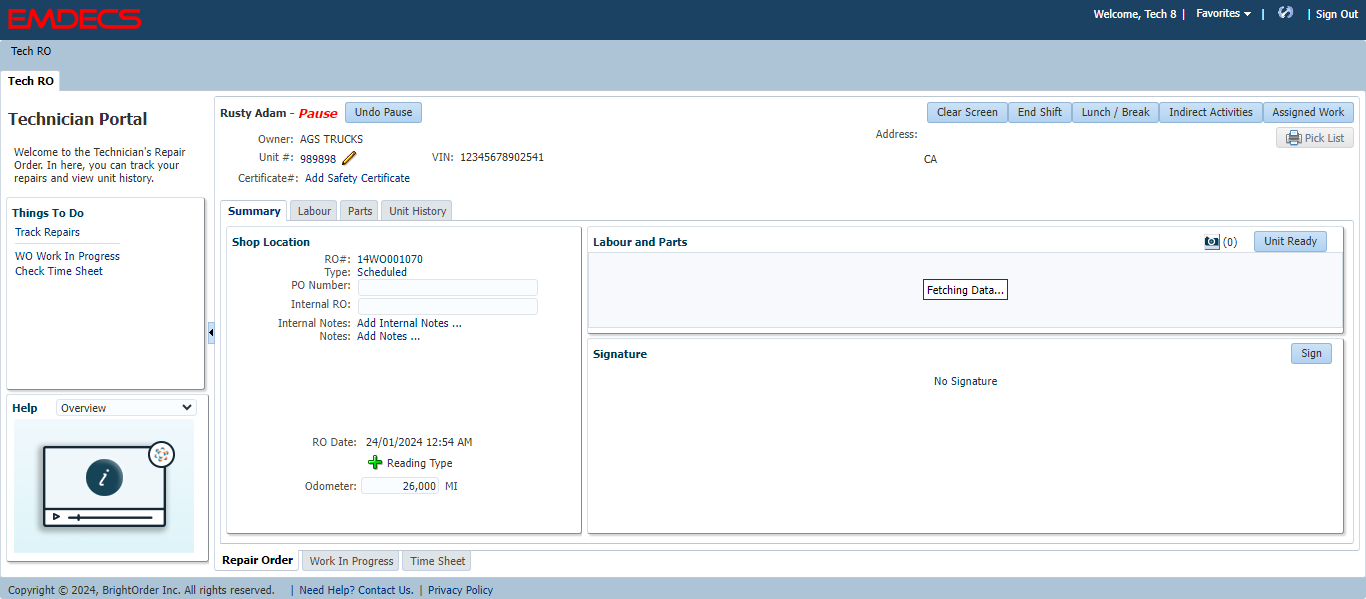 EMDECS
Welcome, Tech 8 | Favorites | | Sign Out
Tech RO
Tech RO
Technician Portal
Welcome to the Technician's Repair
Order. In here, you can track your
repairs and view unit history.
Things To Do
Track Repairs
WO Work In Progress
Check Time Sheet
Help Overview
i
Rusty Adam - Pause Undo Pause
Clear Screen End Shift Lunch / Break Indirect Activities Assigned Work
Owner: AGS TRUCKS
Address:
Pick List
Unit #: 989898 VIN: 12345678902541
CA
Certificate#: Add Safety Certificate
Summary Labour Parts Unit History
Shop Location
RO#: 14WO001070
Type: Scheduled
PO Number:
Internal RO:
Internal Notes: Add Internal Notes ...
Notes: Add Notes ...
RO Date: 24/01/2024 12:54 AM
Reading Type
Odometer: 26,000 MI
Labour and Parts (0) Unit Ready
Fetching Data...
Signature Sign
No Signature
Repair Order Work In Progress Time Sheet
Copyright © 2024, BrightOrder Inc. All rights reserved. | Need Help? Contact Us. | Privacy Policy